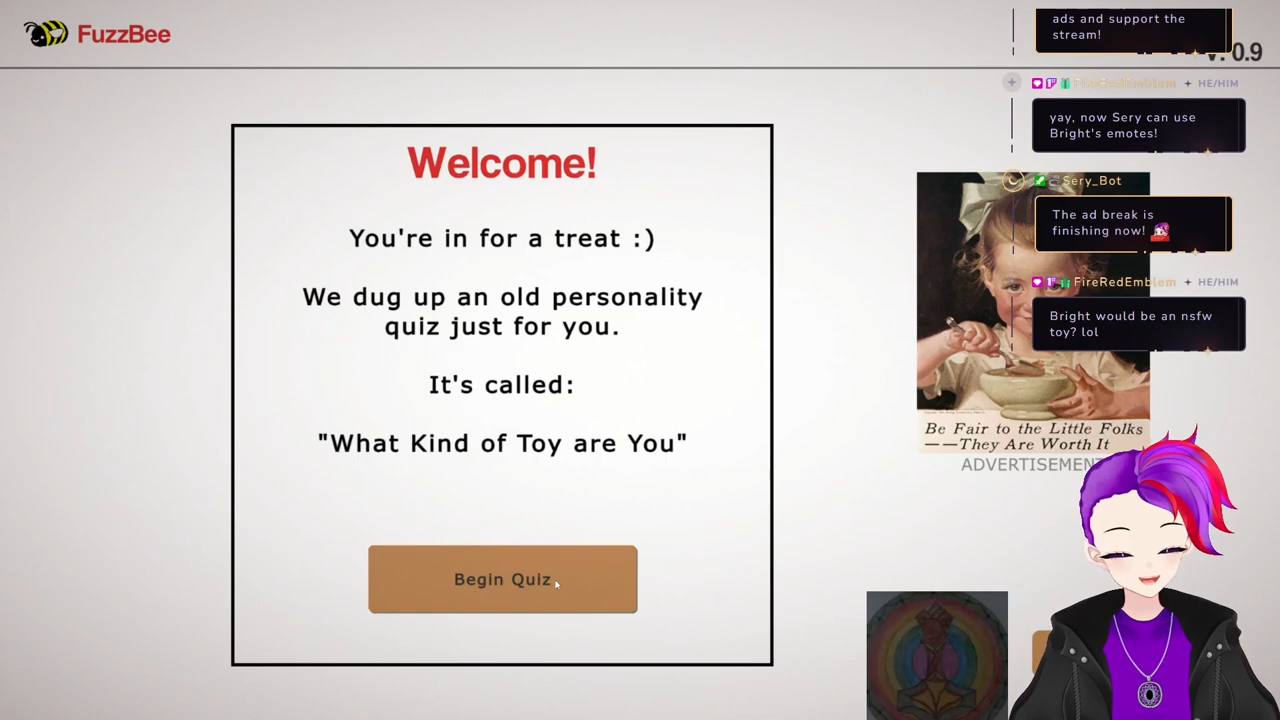 FuzzBee
Welcome!
You're in for a treat :)
We dug up an old personality
quiz just for you.
It's called:
"What Kind of Toy are You"
Begin Quiz
ads and support the
stream!
v. 0.9
FireRedEmblem + HE/HIM
yay, now Sery can use
Bright's emotes!
Sery_Bot
The ad break is
finishing now!
FireRedEmblem + HE/HIM
Bright would be an nsfw
toy? lol
Be Fair to the Little Folks
——They Are Worth It
ADVERTISEMENT